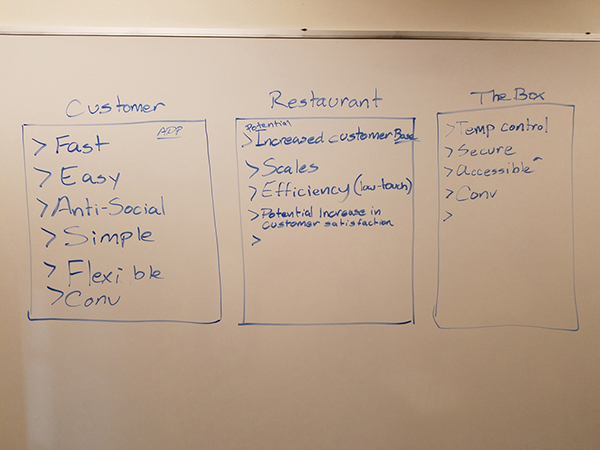 Customer
ADP
> Fast
> Easy
> Anti-Social
> Simple
> Flexible
> Conv
Restaurant
Potential
> Increased customer Base
> Scales
> Efficiency (low-touch)
> Potential Increase in
customer satisfaction
>
The Box
> Temp control
> Secure
> Accessible
> Conv
>